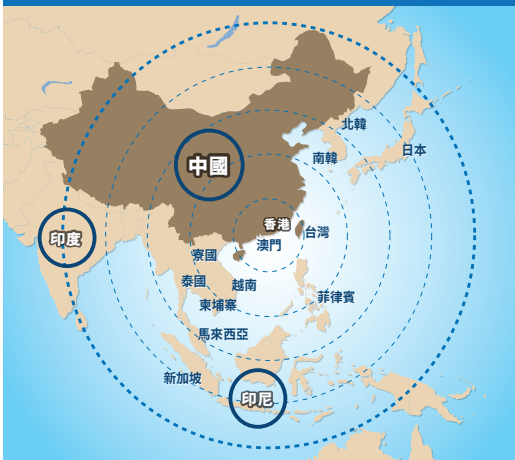 北韓
日本
南韓
中國
香港
台灣
印度
澳門
寮國
泰國
越南
柬埔寨
菲律賓
馬來西亞
新加坡
印尼